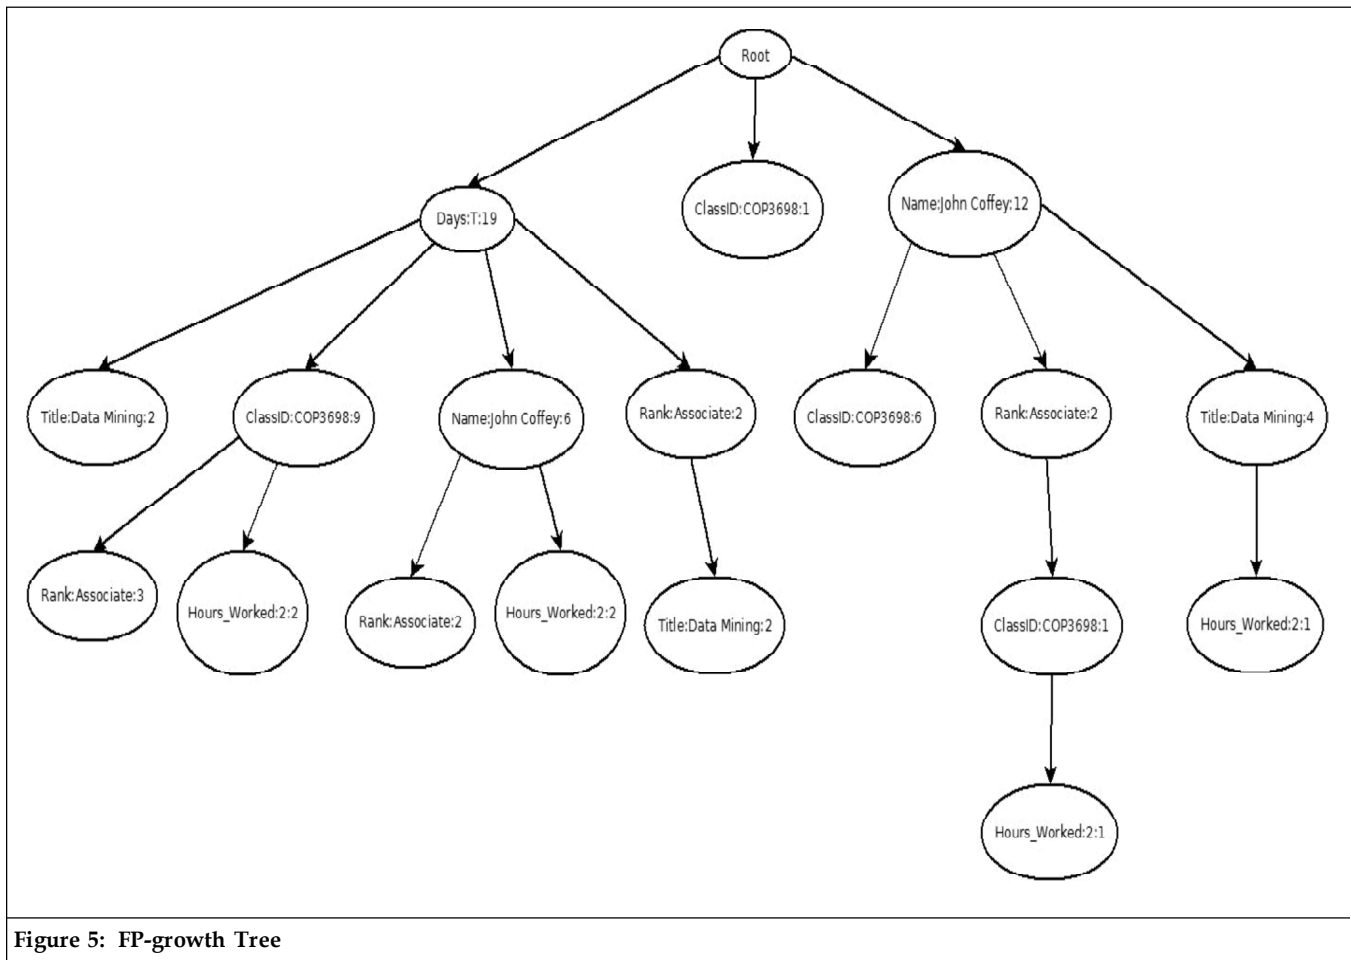 Root
ClassID:COP3698:1
Name:John Coffey:12
Days:T:19
Title:Data Mining:2
ClassID:COP3698:9
Name:John Coffey:6
Rank:Associate:2
ClassID:COP3698:6
Rank:Associate:2
Title:Data Mining:4
Rank:Associate:3
Hours_Worked:2:2
Rank:Associate:2
Hours_Worked:2:2
Title:Data Mining:2
ClassID:COP3698:1
Hours_Worked:2:1
Hours_Worked:2:1
Figure 5: FP-growth Tree